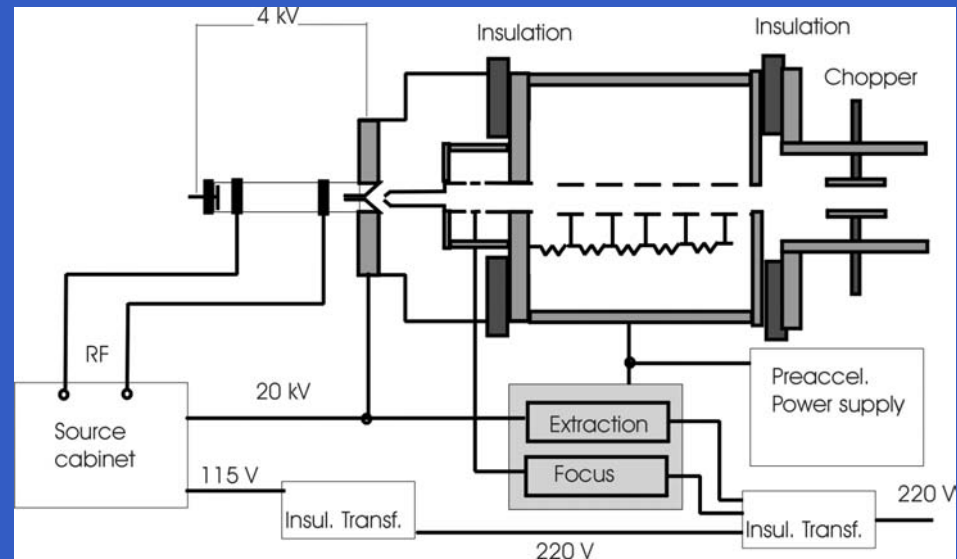 4 kV
Insulation
Insulation
Chopper
RF
20 kV
Source
cabinet
115 V
Extraction
Focus
Preaccel.
Power supply
Insul. Transf.
220 V
Insul. Transf.
220 V